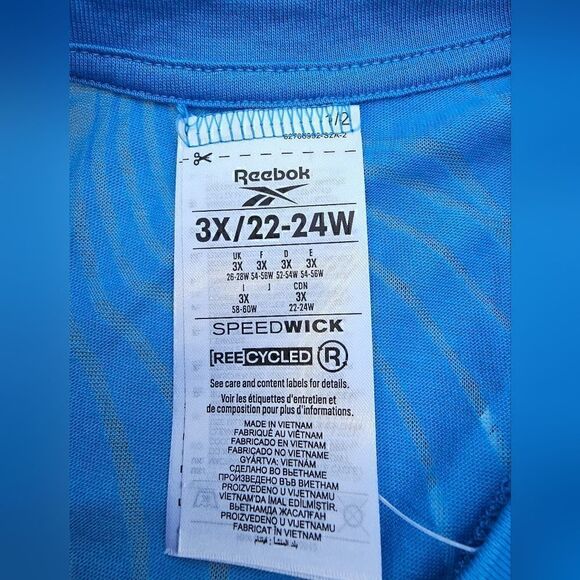 1/2
Reebok
3X/22-24W
UK F D E
3X 3X 3X 3X
26-28W 54-56W 52-54W 54-56W
I J CDN
3X 3X
58-60W 22-24W
SPEEDWICK
[REECYCLED R]
See care and content labels for details.
Voir les étiquettes d'entretien et
de composition pour plus d'informations.
MADE IN VIETNAM
FABRIQUÉ AU VIÊTNAM
FABRICADO EN VIETNAM
FABRICADO NO VIETNAME
GYÁRTVA: VIETNÁM
СДЕЛАНО ВО ВЬЕТНАМЕ
ПРОИЗВЕДЕНО ВЪВ ВИЕТНАМ
PROIZVEDENO U VIJETNAMU
VIETNAM'DA İMAL EDİLMİŞTİR.
ВЬЕТНАМДА ЖАСАЛҒАН
PROIZVEDENO U VIJETNAMU
FABRICAT ÎN VIETNAM
بلد المنشأ: فيتنام